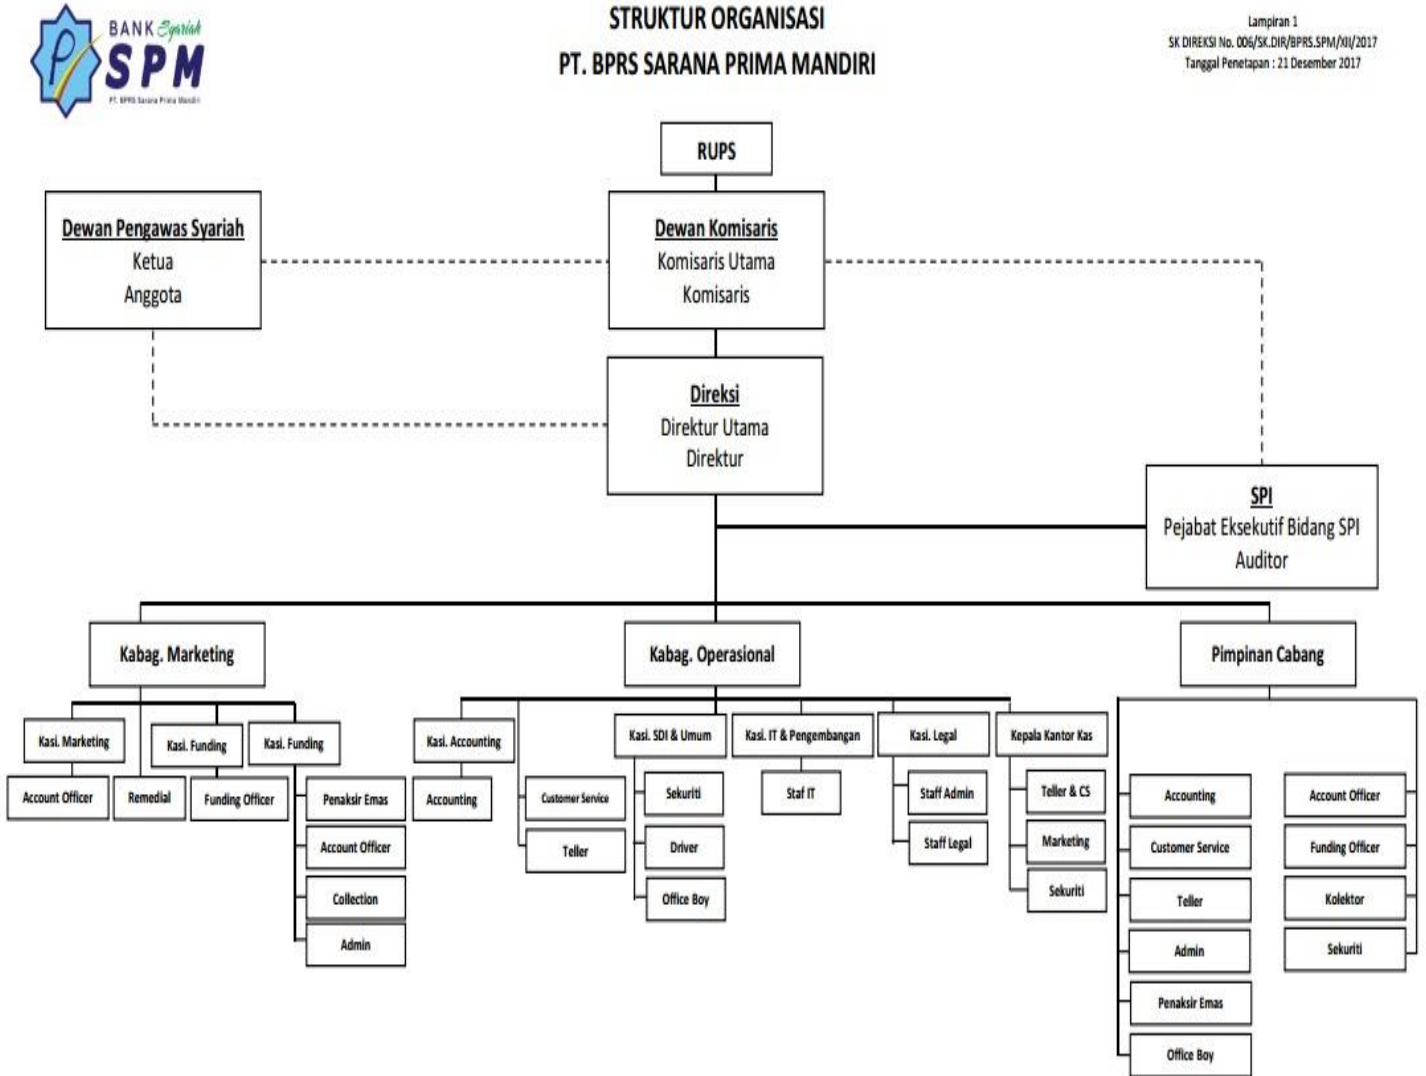 BANK Syariah
SPM
PT. BPRS Sarana Prima Mandiri
STRUKTUR ORGANISASI
PT. BPRS SARANA PRIMA MANDIRI
Lampiran 1
SK DIREKSI No. 006/SK.DIR/BPRS.SPM/XII/2017
Tanggal Penetapan : 21 Desember 2017
RUPS
Dewan Pengawas Syariah
Ketua
Anggota
Dewan Komisaris
Komisaris Utama
Komisaris
Direksi
Direktur Utama
Direktur
SPI
Pejabat Eksekutif Bidang SPI
Auditor
Kabag. Marketing
Kabag. Operasional
Pimpinan Cabang
Kasi. Marketing
Kasi. Funding
Kasi. Funding
Account Officer
Remedial
Funding Officer
Penaksir Emas
Account Officer
Collection
Admin
Kasi. Accounting
Kasi. SDI & Umum
Kasi. IT & Pengembangan
Kasi. Legal
Kepala Kantor Kas
Accounting
Customer Service
Teller
Sekuriti
Driver
Office Boy
Staf IT
Staff Admin
Staff Legal
Teller & CS
Marketing
Sekuriti
Accounting
Customer Service
Teller
Admin
Penaksir Emas
Office Boy
Account Officer
Funding Officer
Kolektor
Sekuriti